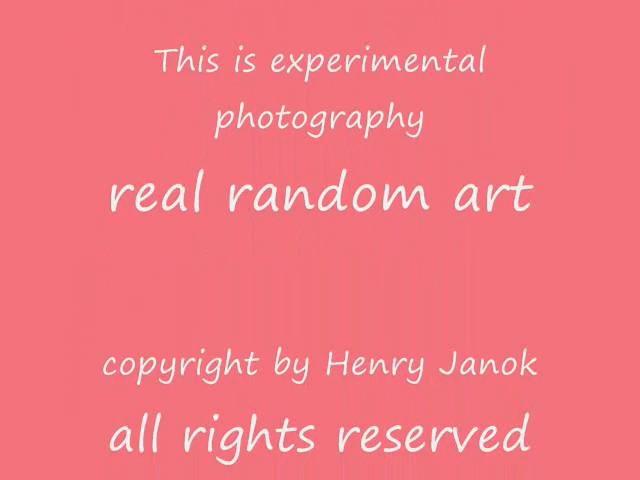 This is experimental
photography
real random art
copyright by Henry Janok
all rights reserved